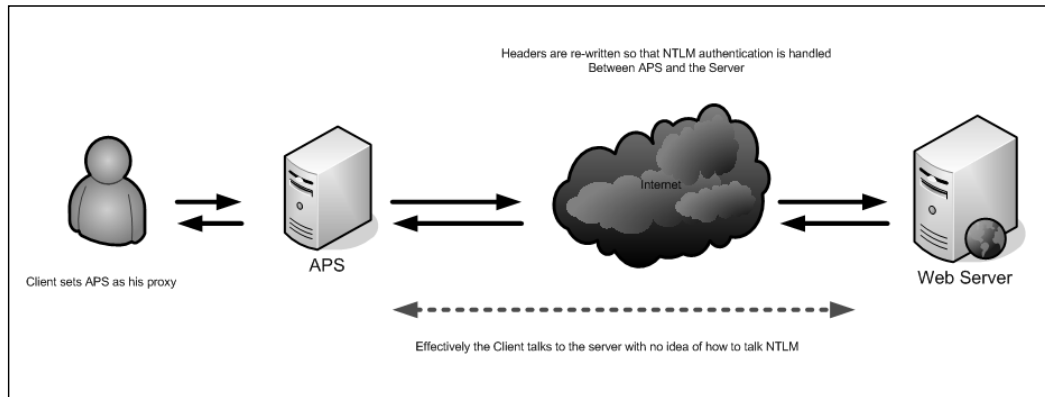 Headers are re-written so that NTLM authentication is handled
Between APS and the Server
Internet
APS
Web Server
Client sets APS as his proxy
Effectively the Client talks to the server with no idea of how to talk NTLM